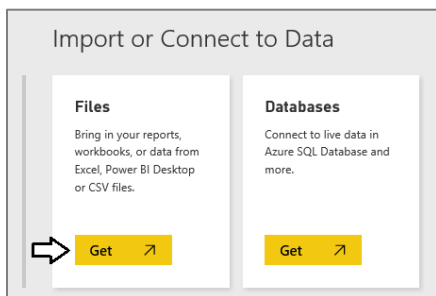 Import or Connect to Data
Files
Bring in your reports,
workbooks, or data from
Excel, Power BI Desktop
or CSV files.
Get
Databases
Connect to live data in
Azure SQL Database and
more.
Get